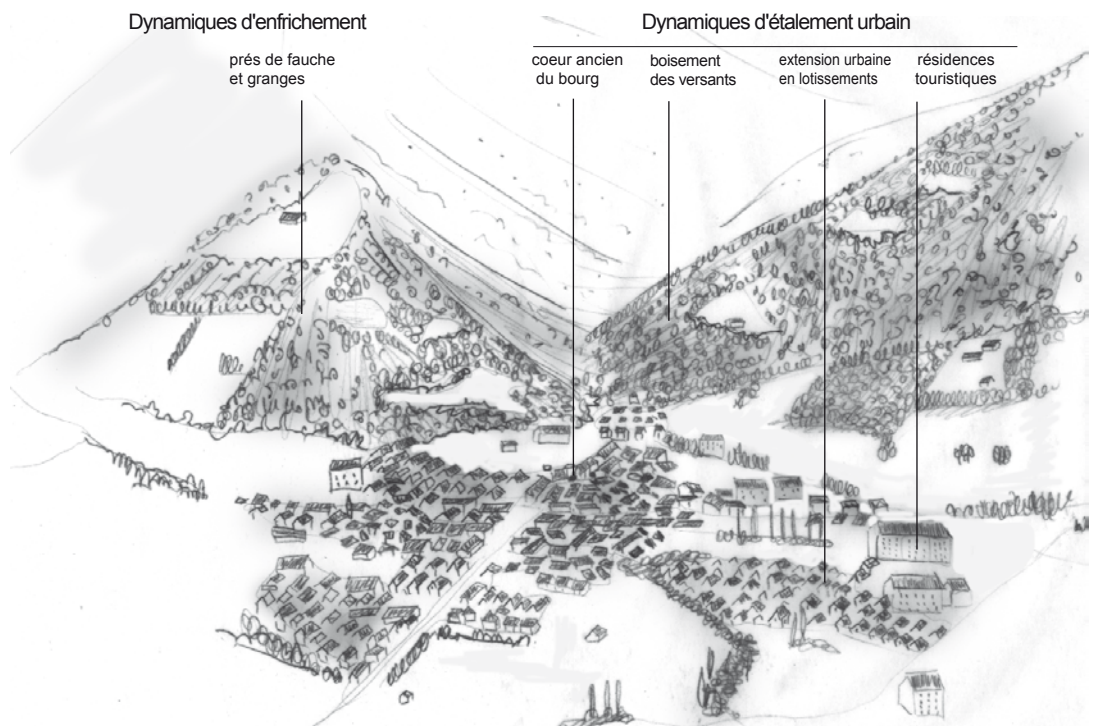 Dynamiques d'enfrichement
Dynamiques d'étalement urbain
prés de fauche
et granges
coeur ancien
du bourg
boisement
des versants
extension urbaine
en lotissements
résidences
touristiques